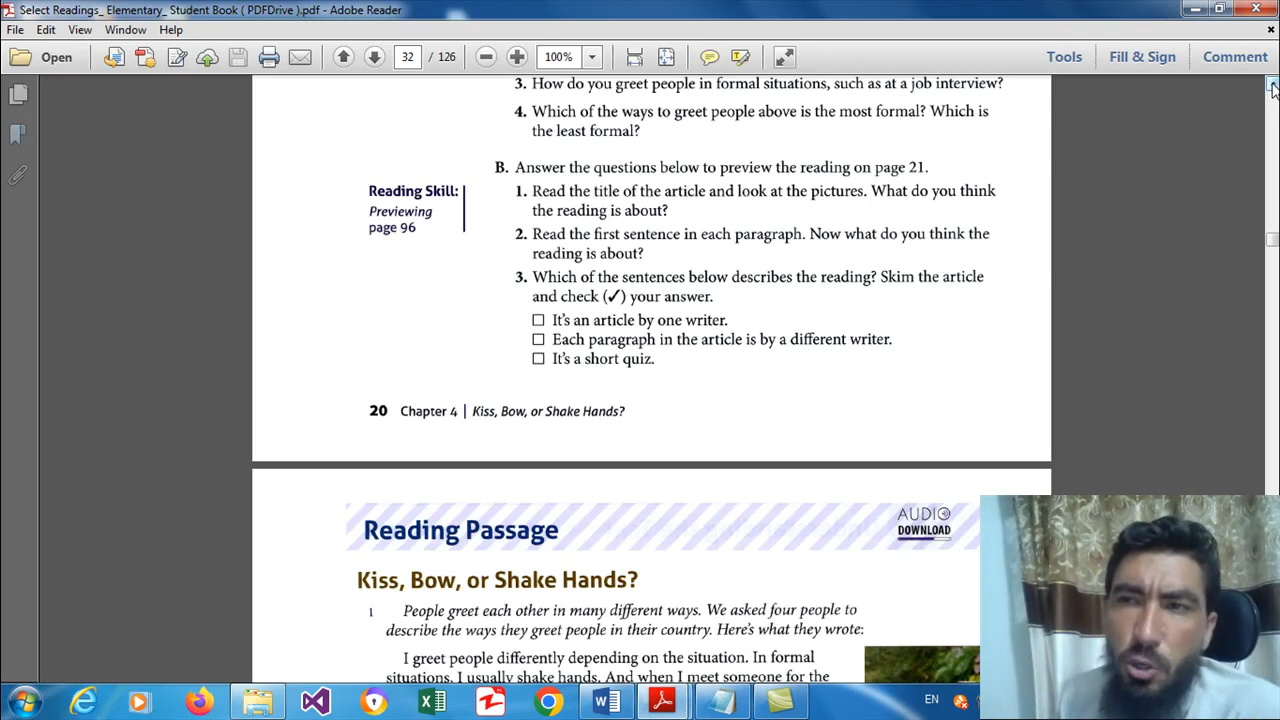 Select Readings_ Elementary_ Student Book ( PDFDrive ).pdf - Adobe Reader
File Edit View Window Help
Open 32 / 126 100% Tools Fill & Sign Comment
3. How do you greet people in formal situations, such as at a job interview?
4. Which of the ways to greet people above is the most formal? Which is
the least formal?
B. Answer the questions below to preview the reading on page 21.
Reading Skill:
Previewing
page 96
1. Read the title of the article and look at the pictures. What do you think
the reading is about?
2. Read the first sentence in each paragraph. Now what do you think the
reading is about?
3. Which of the sentences below describes the reading? Skim the article
and check (✓) your answer.
☐ It's an article by one writer.
☐ Each paragraph in the article is by a different writer.
☐ It's a short quiz.
20 Chapter 4 | Kiss, Bow, or Shake Hands?
Reading Passage
AUDIO
DOWNLOAD
Kiss, Bow, or Shake Hands?
1 People greet each other in many different ways. We asked four people to
describe the ways they greet people in their country. Here's what they wrote:
I greet people differently depending on the situation. In formal
situations, I usually shake hands. And when I meet someone for the
EN